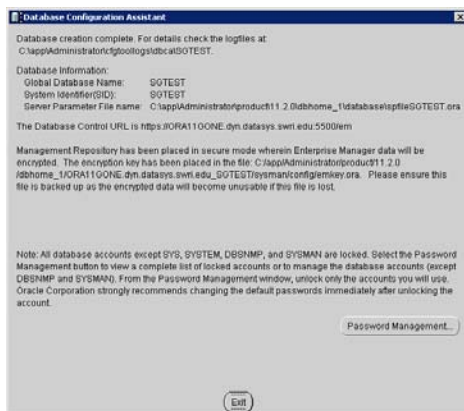 Database Configuration Assistant
Database creation complete. For details check the logfiles at:
C:\app\Administrator\cfgtoollogs\dbca\SGTEST.
Database Information:
Global Database Name: SGTEST
System Identifier(SID): SGTEST
Server Parameter File name: C:\app\Administrator\product\11.2.0\dbhome_1\database\spfileSGTEST.ora
The Database Control URL is https://ORA11GONE.dyn.datasys.swri.edu:5500/em
Management Repository has been placed in secure mode wherein Enterprise Manager data will be
encrypted. The encryption key has been placed in the file: C:/app/Administrator/product/11.2.0
/dbhome_1/ORA11GONE.dyn.datasys.swri.edu_SGTEST/sysman/config/emkey.ora. Please ensure this
file is backed up as the encrypted data will become unusable if this file is lost.
Note: All database accounts except SYS, SYSTEM, DBSNMP, and SYSMAN are locked. Select the Password
Management button to view a complete list of locked accounts or to manage the database accounts (except
DBSNMP and SYSMAN). From the Password Management window, unlock only the accounts you will use.
Oracle Corporation strongly recommends changing the default passwords immediately after unlocking the
account.
Password Management...
Exit